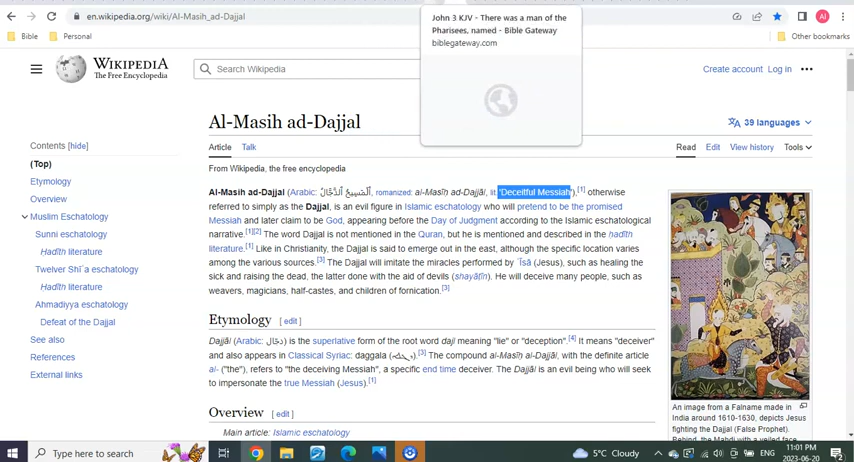 en.wikipedia.org/wiki/Al-Masih_ad-Dajjal
AI
Bible
Personal
Other bookmarks
John 3 KJV - There was a man of the
Pharisees, named - Bible Gateway
biblegateway.com
WIKIPEDIA
The Free Encyclopedia
Search Wikipedia
Create account Log in
Contents [hide]
(Top)
Etymology
Overview
Muslim Eschatology
Sunni eschatology
Hadīth literature
Twelver Shīʿa eschatology
Hadīth literature
Ahmadiyya eschatology
Defeat of the Dajjal
See also
References
External links
Al-Masih ad-Dajjal
39 languages
Article Talk
Read Edit View history Tools
From Wikipedia, the free encyclopedia
Al-Masih ad-Dajjal (Arabic: ٱلْمَسِيحُ ٱلدَّجَّالُ, romanized: al-Masīḥ ad-Dajjāl, lit 'Deceitful Messiah'),[1] otherwise
referred to simply as the Dajjal, is an evil figure in Islamic eschatology who will pretend to be the promised
Messiah and later claim to be God, appearing before the Day of Judgment according to the Islamic eschatological
narrative.[1][2] The word Dajjal is not mentioned in the Quran, but he is mentioned and described in the ḥadīth
literature.[1] Like in Christianity, the Dajjal is said to emerge out in the east, although the specific location varies
among the various sources.[3] The Dajjal will imitate the miracles performed by ʿĪsā (Jesus), such as healing the
sick and raising the dead, the latter done with the aid of devils (shayāṭīn). He will deceive many people, such as
weavers, magicians, half-castes, and children of fornication.[3]
Etymology [ edit ]
Dajjāl (Arabic: دجّال) is the superlative form of the root word dajl meaning "lie" or "deception".[4] It means "deceiver"
and also appears in Classical Syriac: daggala (ܕܓܠܐ).[3] The compound al-Masīḥ al-Dajjāl, with the definite article
al- ("the"), refers to "the deceiving Messiah", a specific end time deceiver. The Dajjāl is an evil being who will seek
to impersonate the true Messiah (Jesus).[1]
Overview [ edit ]
Main article: Islamic eschatology
An image from a Falname made in
India around 1610-1630, depicts Jesus
fighting the Dajjal (False Prophet).
Behind, the Mahdi with a veiled face
Type here to search
5°C Cloudy
ENG
11:01 PM
2023-06-20
2